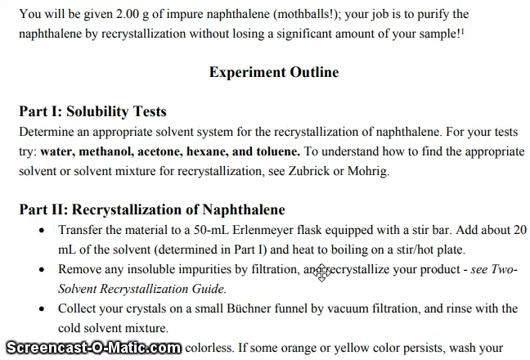 You will be given 2.00 g of impure naphthalene (mothballs!); your job is to purify the
naphthalene by recrystallization without losing a significant amount of your sample!¹
Experiment Outline
Part I: Solubility Tests
Determine an appropriate solvent system for the recrystallization of naphthalene. For your tests
try: water, methanol, acetone, hexane, and toluene. To understand how to find the appropriate
solvent or solvent mixture for recrystallization, see Zubrick or Mohrig.
Part II: Recrystallization of Naphthalene
• Transfer the material to a 50-mL Erlenmeyer flask equipped with a stir bar. Add about 20
mL of the solvent (determined in Part I) and heat to boiling on a stir/hot plate.
• Remove any insoluble impurities by filtration, and recrystallize your product - see Two-
Solvent Recrystallization Guide.
• Collect your crystals on a small Büchner funnel by vacuum filtration, and rinse with the
cold solvent mixture.
colorless. If some orange or yellow color persists, wash your
Screencast-O-Matic.com